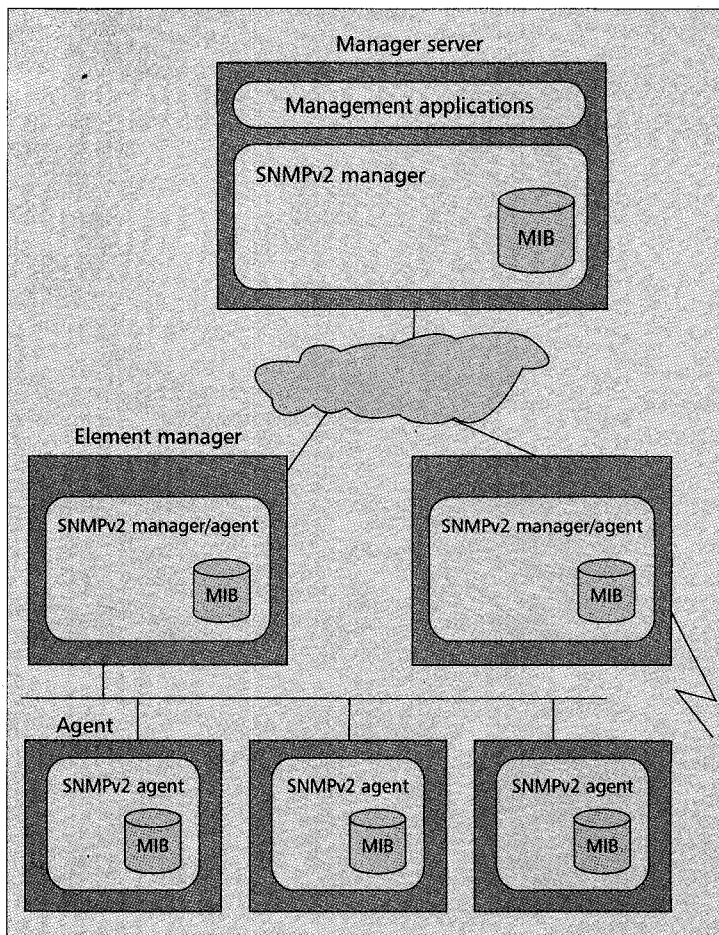 Manager server
Management applications
SNMPv2 manager
MIB
Element manager
SNMPv2 manager/agent
MIB
SNMPv2 manager/agent
MIB
Agent
SNMPv2 agent
MIB
SNMPv2 agent
MIB
SNMPv2 agent
MIB